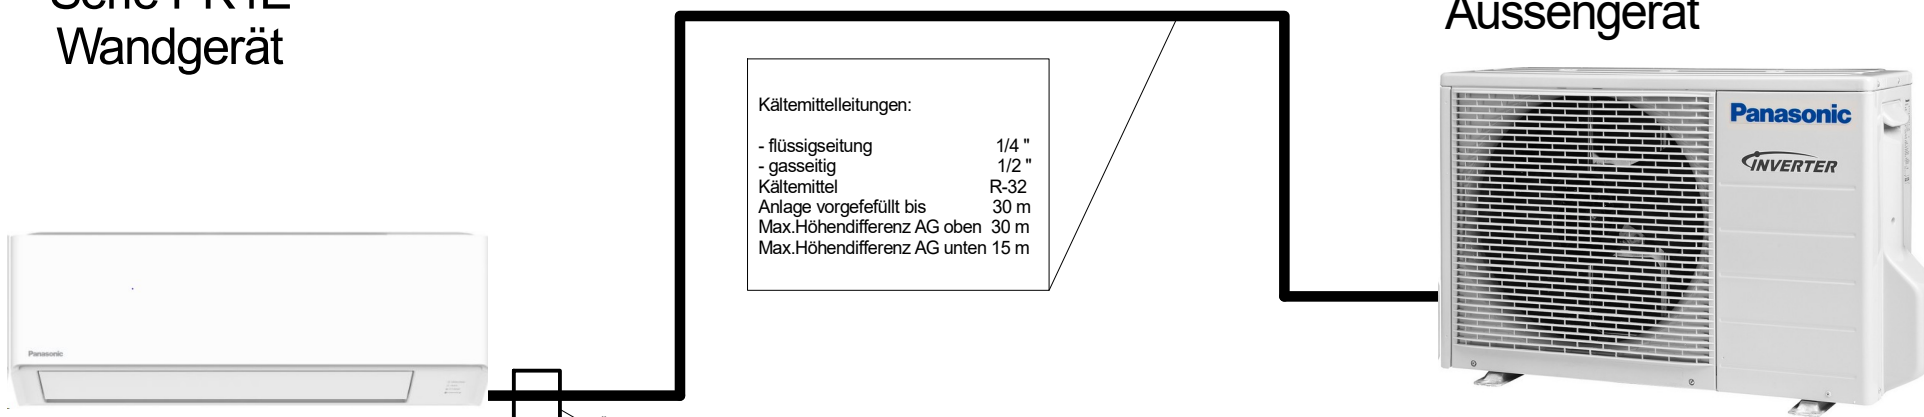 Wandgerät
Aussengerät
Kältemittelleitungen:
- flüssigseitung 1/4 "
- gasseitig 1/2 "
Kältemittel R-32
Anlage vorgefefüllt bis 30 m
Max.Höhendifferenz AG oben 30 m
Max.Höhendifferenz AG unten 15 m
Panasonic
INVERTER
Panasonic